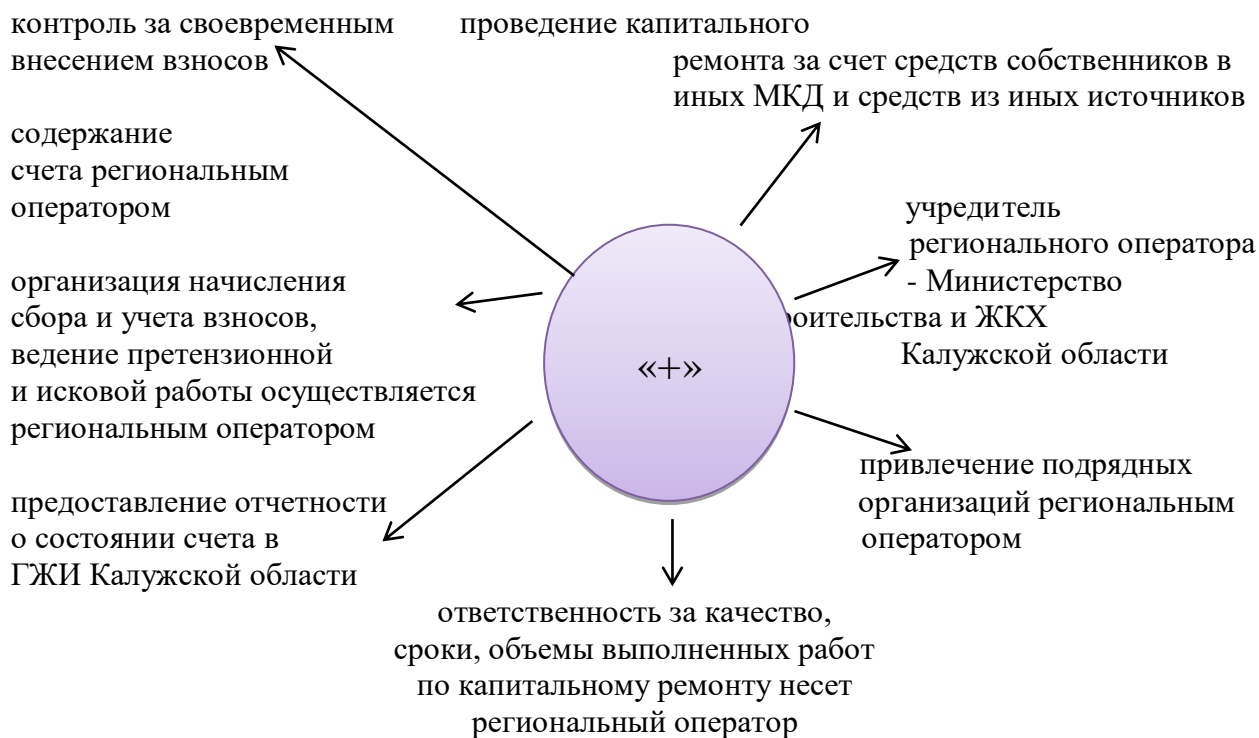 контроль за своевременным
внесением взносов
проведение капитального
ремонта за счет средств собственников в
иных МКД и средств из иных источников
содержание
счета региональным
оператором
учредитель
регионального оператора
- Министерство
роительства и ЖКХ
Калужской области
организация начисления
сбора и учета взносов,
ведение претензионной
и исковой работы осуществляется
региональным оператором
«+»
привлечение подрядных
организаций региональным
оператором
предоставление отчетности
о состоянии счета в
ГЖИ Калужской области
ответственность за качество,
сроки, объемы выполненных работ
по капитальному ремонту несет
региональный оператор